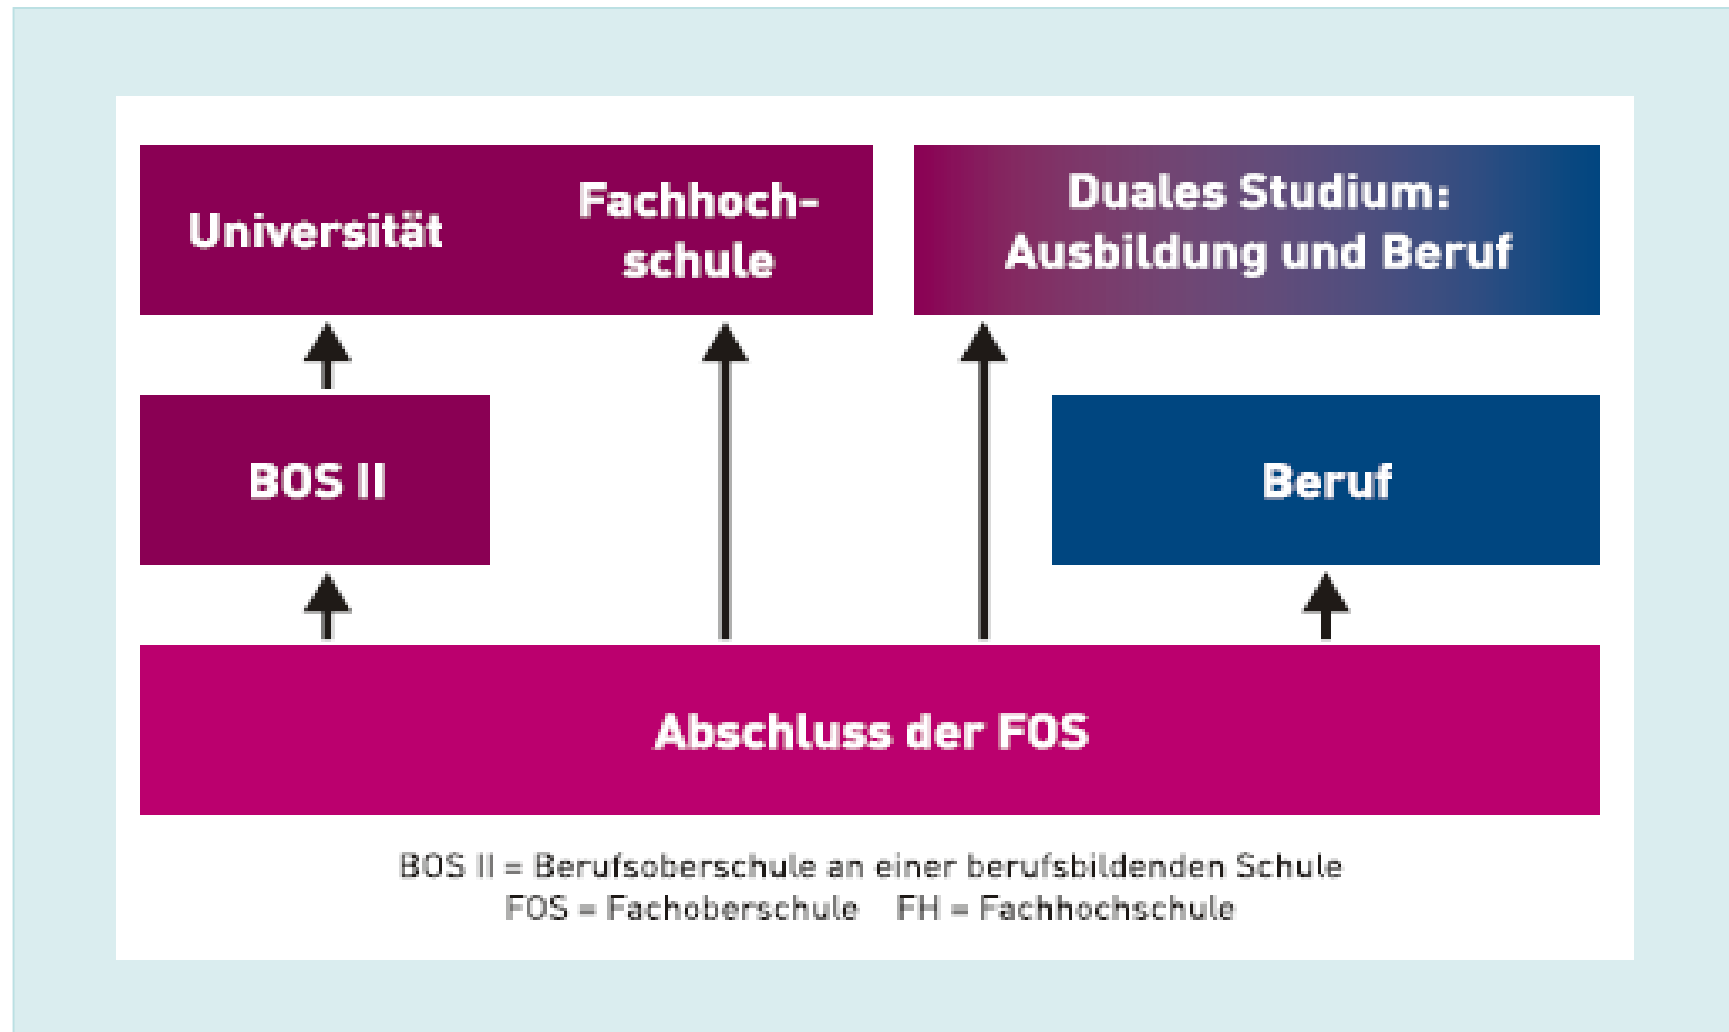 Universität
Fachhoch-
schule
Duales Studium:
Ausbildung und Beruf
BOS II
Beruf
Abschluss der FOS
BOS II = Berufsoberschule an einer berufsbildenden Schule
FOS = Fachoberschule FH = Fachhochschule